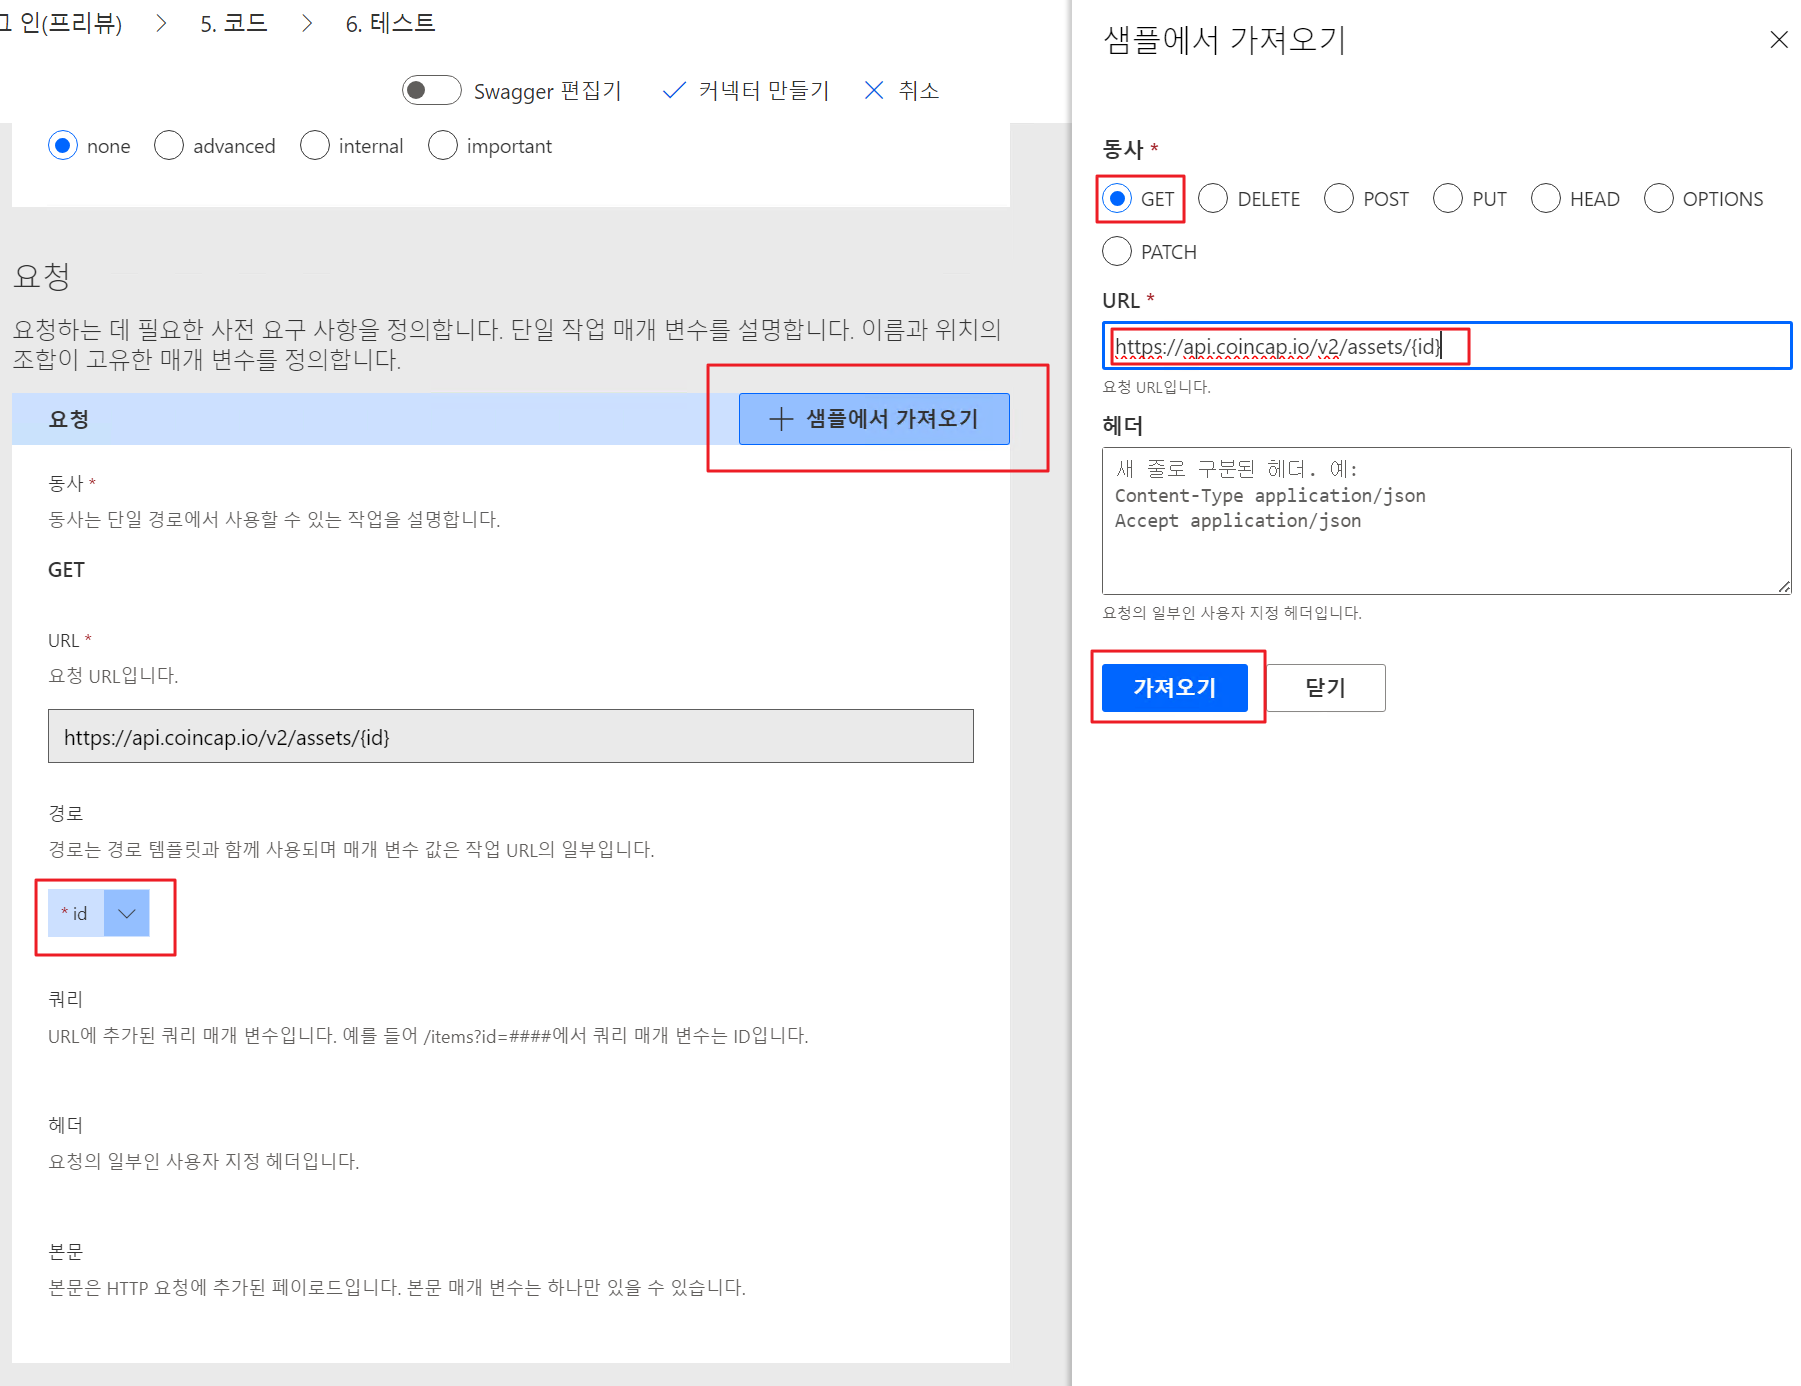 그 인(프리뷰) > 5. 코드 > 6. 테스트
Swagger 편집기 커넥터 만들기 취소
none advanced internal important
요청
요청하는 데 필요한 사전 요구 사항을 정의합니다. 단일 작업 매개 변수를 설명합니다. 이름과 위치의
조합이 고유한 매개 변수를 정의합니다.
요청
+ 샘플에서 가져오기
동사 *
동사는 단일 경로에서 사용할 수 있는 작업을 설명합니다.
GET
URL *
요청 URL입니다.
https://api.coincap.io/v2/assets/{id}
경로
경로는 경로 템플릿과 함께 사용되며 매개 변수 값은 작업 URL의 일부입니다.
* id
쿼리
URL에 추가된 쿼리 매개 변수입니다. 예를 들어 /items?id=####에서 쿼리 매개 변수는 ID입니다.
헤더
요청의 일부인 사용자 지정 헤더입니다.
본문
본문은 HTTP 요청에 추가된 페이로드입니다. 본문 매개 변수는 하나만 있을 수 있습니다.
샘플에서 가져오기
동사 *
GET DELETE POST PUT HEAD OPTIONS
PATCH
URL *
https://api.coincap.io/v2/assets/{id}
요청 URL입니다.
헤더
새 줄로 구분된 헤더. 예:
Content-Type application/json
Accept application/json
요청의 일부인 사용자 지정 헤더입니다.
가져오기 닫기